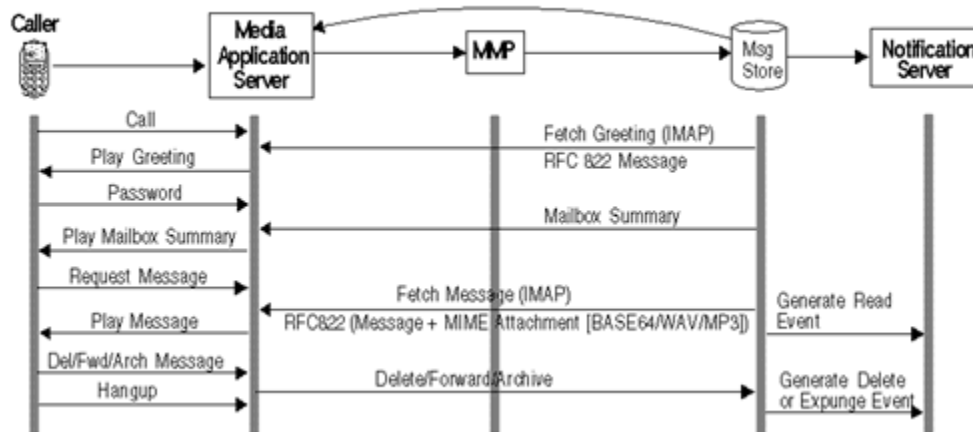 Caller
Media
Application
Server
MMP
Msg
Store
Notification
Server
Call
Fetch Greeting (IMAP)
Play Greeting
RFC 822 Message
Password
Mailbox Summary
Play Mailbox Summary
Request Message
Fetch Message (IMAP)
Generate Read
Event
Play Message
RFC822 (Message + MIME Attachment [BASE64/WAV/MP3])
Del/Fwd/Arch Message
Delete/Forward/Archive
Generate Delete
or Expunge Event
Hangup